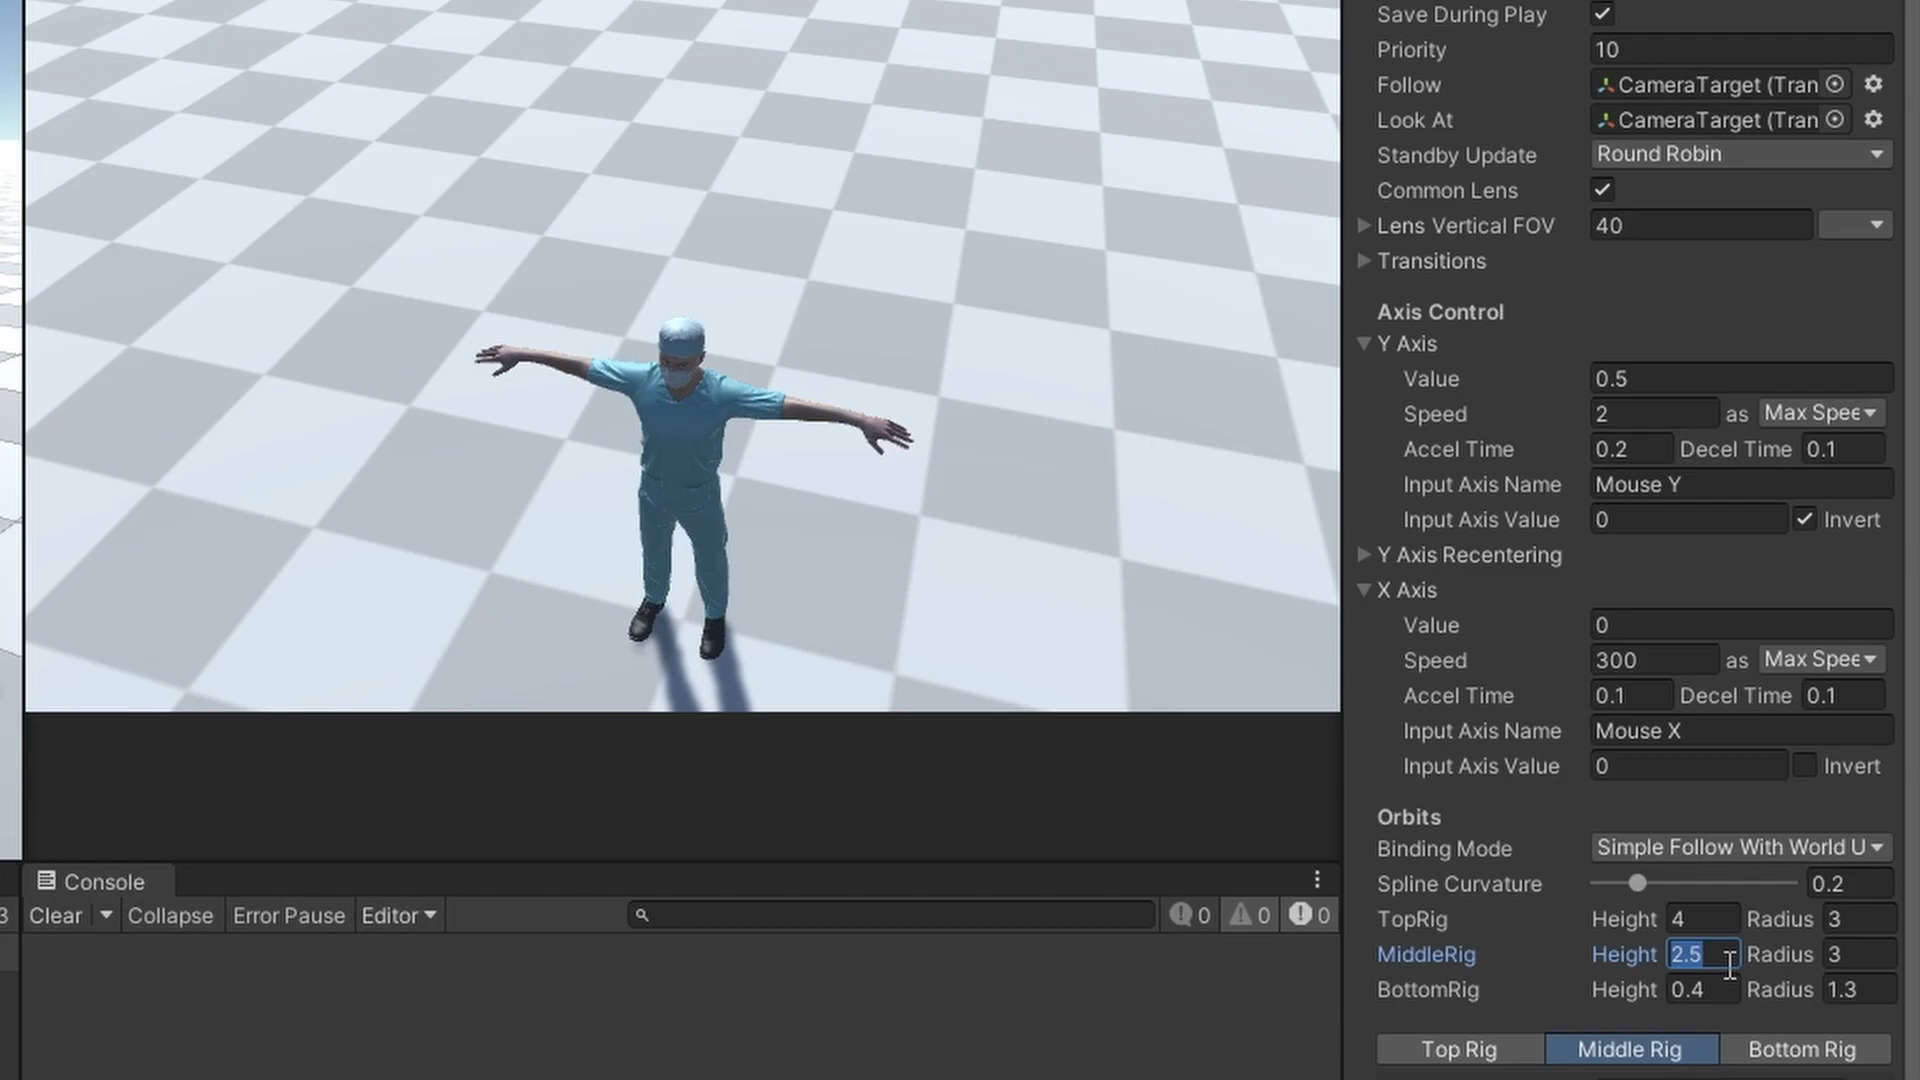 Save During Play
Priority 10
Follow CameraTarget (Tran
Look At CameraTarget (Tran
Standby Update Round Robin
Common Lens
Lens Vertical FOV 40
Transitions
Axis Control
Y Axis
Value 0.5
Speed 2 as Max Spee
Accel Time 0.2 Decel Time 0.1
Input Axis Name Mouse Y
Input Axis Value 0 Invert
Y Axis Recentering
X Axis
Value 0
Speed 300 as Max Spee
Accel Time 0.1 Decel Time 0.1
Input Axis Name Mouse X
Input Axis Value 0 Invert
Orbits
Binding Mode Simple Follow With World U
Spline Curvature 0.2
TopRig Height 4 Radius 3
MiddleRig Height 2.5 Radius 3
BottomRig Height 0.4 Radius 1.3
Top Rig Middle Rig Bottom Rig
Console
3 Clear Collapse Error Pause Editor 0 0 0